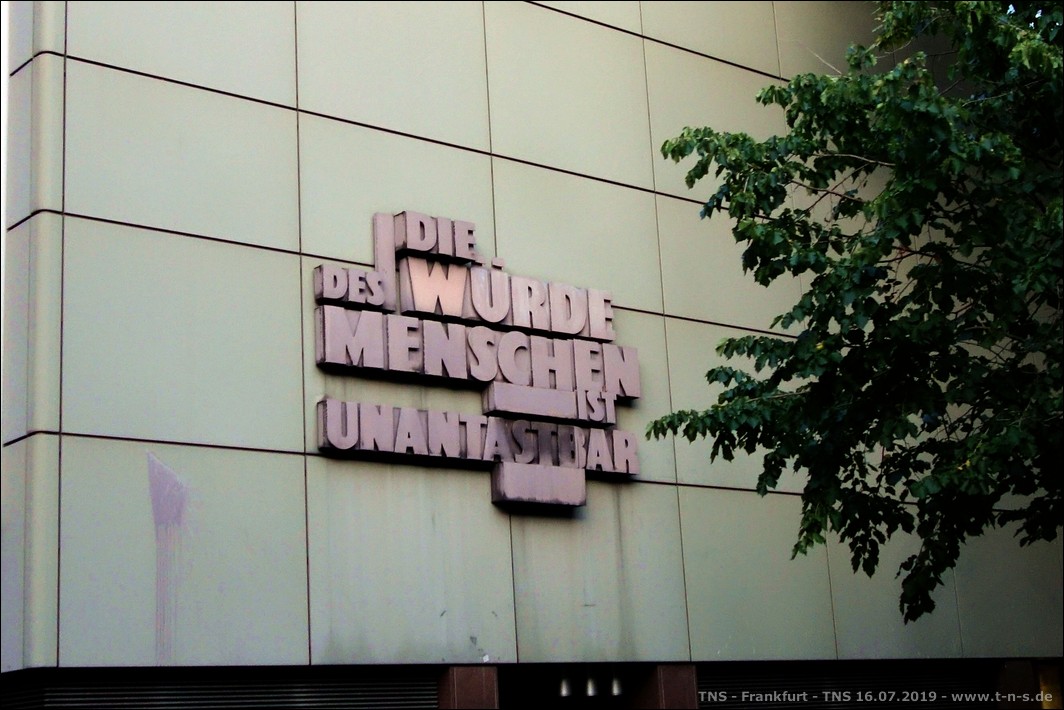 DIE
WÜRDE
DES
MENSCHEN
IST
UNANTASTBAR
TNS - Frankfurt - TNS 16.07.2019 - www.t-n-s.de